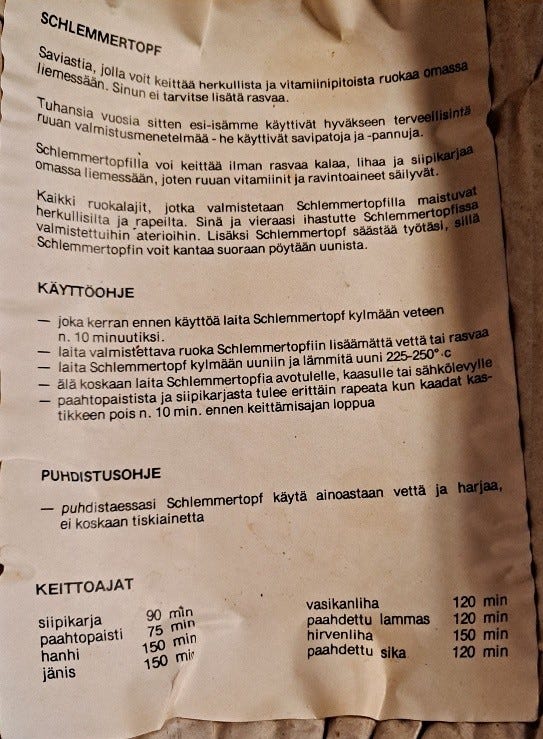 SCHLEMMERTOPF
Saviastia, jolla voit keittää herkullista ja vitamiinipitoista ruokaa omassa
liemessään. Sinun ei tarvitse lisätä rasvaa.
Tuhansia vuosia sitten esi-isämme käyttivät hyväkseen terveellisintä
ruuan valmistusmenetelmää - he käyttivät savipatoja ja -pannuja.
Schlemmertopfilla voi keittää ilman rasvaa kalaa, lihaa ja siipikarjaa
omassa liemessään, joten ruuan vitamiinit ja ravintoaineet säilyvät.
Kaikki ruokalajit, jotka valmistetaan Schlemmertopfilla maistuvat
herkullisilta ja rapeilta. Sinä ja vieraasi ihastutte Schlemmertopfissa
valmistettuihin aterioihin. Lisäksi Schlemmertopf säästää työtäsi, sillä
Schlemmertopfin voit kantaa suoraan pöytään uunista.
KÄYTTÖOHJE
— joka kerran ennen käyttöä laita Schlemmertopf kylmään veteen
n. 10 minuutiksi.
— laita valmistettava ruoka Schlemmertopfiin lisäämättä vettä tai rasvaa
— laita Schlemmertopf kylmään uuniin ja lämmitä uuni 225-250° c
— älä koskaan laita Schlemmertopfia avotulelle, kaasulle tai sähkölevylle
— paahtopaistista ja siipikarjasta tulee erittäin rapeata kun kaadat kas-
tikkeen pois n. 10 min. ennen keittämisajan loppua
PUHDISTUSOHJE
— puhdistaessasi Schlemmertopf käytä ainoastaan vettä ja harjaa,
ei koskaan tiskiainetta
KEITTOAJAT
siipikarja 90 min
paahtopaisti 75 min
hanhi 150 min
jänis 150 min
vasikanliha 120 min
paahdettu lammas 120 min
hirvenliha 150 min
paahdettu sika 120 min